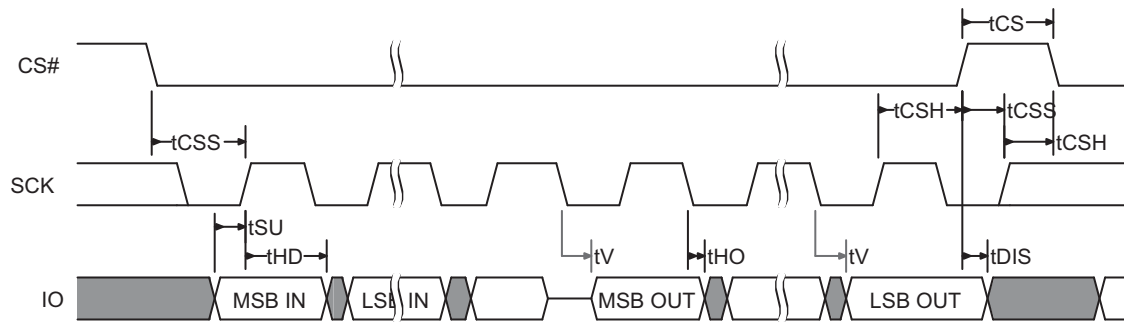 tCS
CS#
tCSH
tCSS
tCSS
tCSH
SCK
tSU
tHD
tV
tHO
tV
tDIS
IO
MSB IN
LSB IN
MSB OUT
LSB OUT